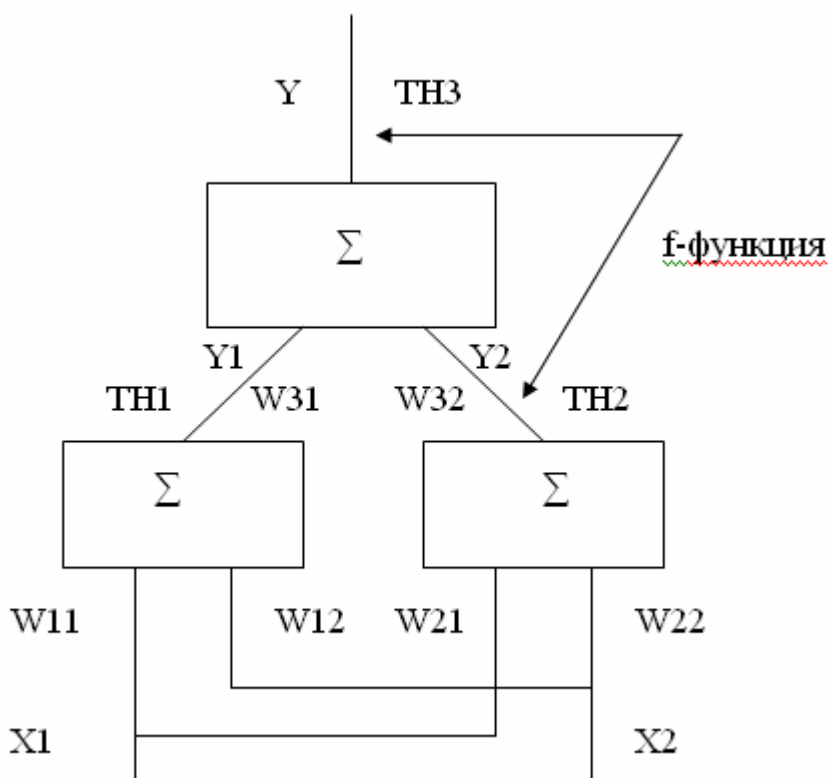 Y TH3
Σ
f-функция
Y1 Y2
TH1 W31 W32 TH2
Σ Σ
W11 W12 W21 W22
X1 X2